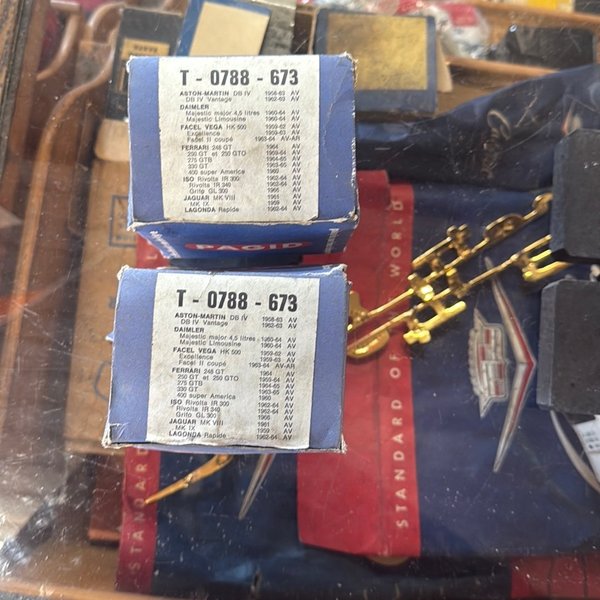 T - 0788 - 673
ASTON-MARTIN DB IV 1958-63 AV
DB IV Vantage 1962-63 AV
DAIMLER
Majestic major 4,5 litres 1960-64 AV
Majestic Limousine 1960-64 AV
FACEL VEGA HK 500 1959-62 AV
Excellence 1959-62 AV
Facel II coupé 1963-64 AV-AR
FERRARI 246 GT 1964 AV
250 GT et 250 GTO 1959-64 AV
275 GTB 1964-65 AV
330 GT 1963-65 AV
400 super America 1960 AV
ISO Rivolta IR 300 1962-64 AV
Rivolta IR 340 1962-64 AV
Grifo GL 300 1966 AV
JAGUAR MK VIII 1961 AV
MK IX 1959 AV
LAGONDA Rapide 1962-64 AV
PAGID
T - 0788 - 673
ASTON-MARTIN DB IV 1958-63 AV
DB IV Vantage 1962-63 AV
DAIMLER
Majestic major 4,5 litres 1960-64 AV
Majestic Limousine 1960-64 AV
FACEL VEGA HK 500 1959-62 AV
Excellence 1959-62 AV
Facel II coupé 1963-64 AV-AR
FERRARI 246 GT 1964 AV
250 GT et 250 GTO 1959-64 AV
275 GTB 1964-65 AV
330 GT 1963-65 AV
400 super America 1960 AV
ISO Rivolta IR 300 1962-64 AV
Rivolta IR 340 1962-64 AV
Grifo GL 300 1966 AV
JAGUAR MK VIII 1961 AV
MK IX 1959 AV
LAGONDA Rapide 1962-64 AV
STANDARD OF WORLD
STANDARD